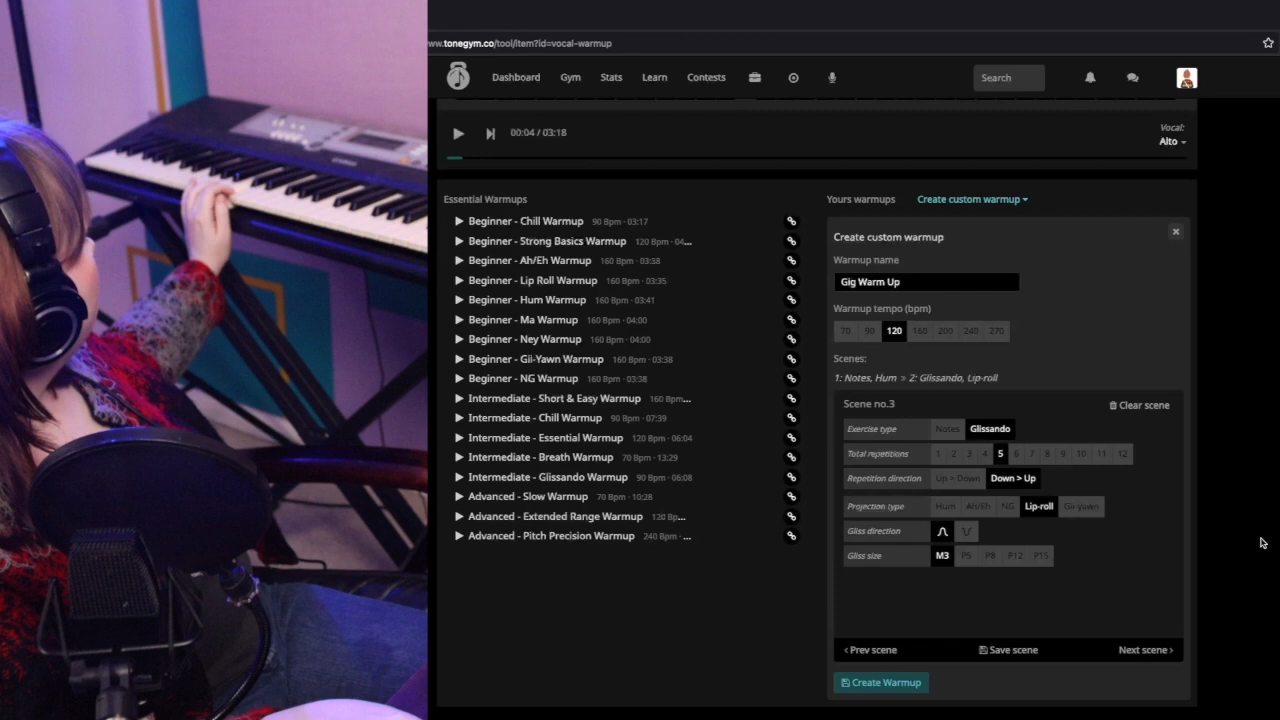 ww.tonegym.co/tool/item?id=vocal-warmup
Dashboard Gym Stats Learn Contests Search
00:04 / 03:18
Vocal:
Alto
Essential Warmups
Beginner - Chill Warmup 90 Bpm · 03:17
Beginner - Strong Basics Warmup 120 Bpm · 04...
Beginner - Ah/Eh Warmup 160 Bpm · 03:38
Beginner - Lip Roll Warmup 160 Bpm · 03:35
Beginner - Hum Warmup 160 Bpm · 03:41
Beginner - Ma Warmup 160 Bpm · 04:00
Beginner - Ney Warmup 160 Bpm · 04:00
Beginner - Gii-Yawn Warmup 160 Bpm · 03:38
Beginner - NG Warmup 160 Bpm · 03:38
Intermediate - Short & Easy Warmup 160 Bpm...
Intermediate - Chill Warmup 90 Bpm · 07:39
Intermediate - Essential Warmup 120 Bpm · 06:04
Intermediate - Breath Warmup 70 Bpm · 13:29
Intermediate - Glissando Warmup 90 Bpm · 06:08
Advanced - Slow Warmup 70 Bpm · 10:28
Advanced - Extended Range Warmup 120 Bp...
Advanced - Pitch Precision Warmup 240 Bpm · ...
Yours warmups Create custom warmup
Create custom warmup
Warmup name
Gig Warm Up
Warmup tempo (bpm)
70 90 120 160 200 240 270
Scenes:
1: Notes, Hum » 2: Glissando, Lip-roll
Scene no.3 Clear scene
Exercise type Notes Glissando
Total repetitions 1 2 3 4 5 6 7 8 9 10 11 12
Repetition direction Up > Down Down > Up
Projection type Hum Ah/Eh NG Lip-roll Gii-yawn
Gliss direction
Gliss size M3 P5 P8 P12 P15
‹ Prev scene Save scene Next scene ›
Create Warmup